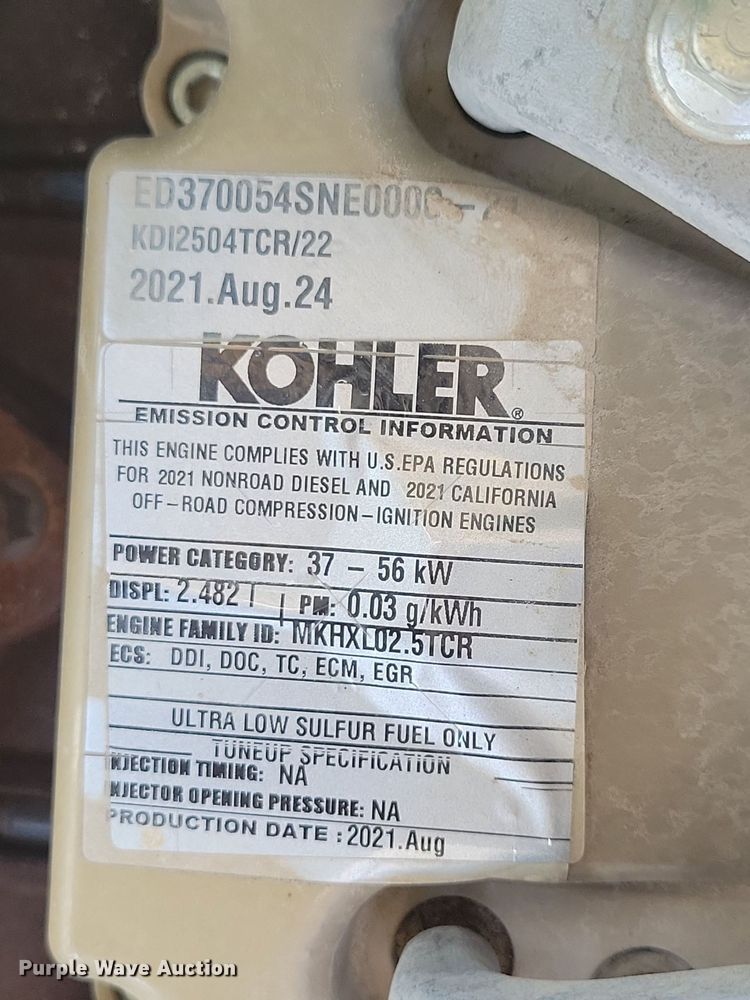 KDI2504TCR/22
2021.Aug.24
KOHLER®
EMISSION CONTROL INFORMATION
THIS ENGINE COMPLIES WITH U.S.EPA REGULATIONS
FOR 2021 NONROAD DIESEL AND 2021 CALIFORNIA
OFF-ROAD COMPRESSION-IGNITION ENGINES
POWER CATEGORY: 37 - 56 kW
DISPL: 2.482 l PM: 0.03 g/kWh
ENGINE FAMILY ID: MKHXL02.5TCR
ECS: DDI, DOC, TC, ECM, EGR
ULTRA LOW SULFUR FUEL ONLY
TUNEUP SPECIFICATION
NJECTION TIMING: NA
NJECTOR OPENING PRESSURE: NA
PRODUCTION DATE : 2021.Aug
Purple Wave Auction